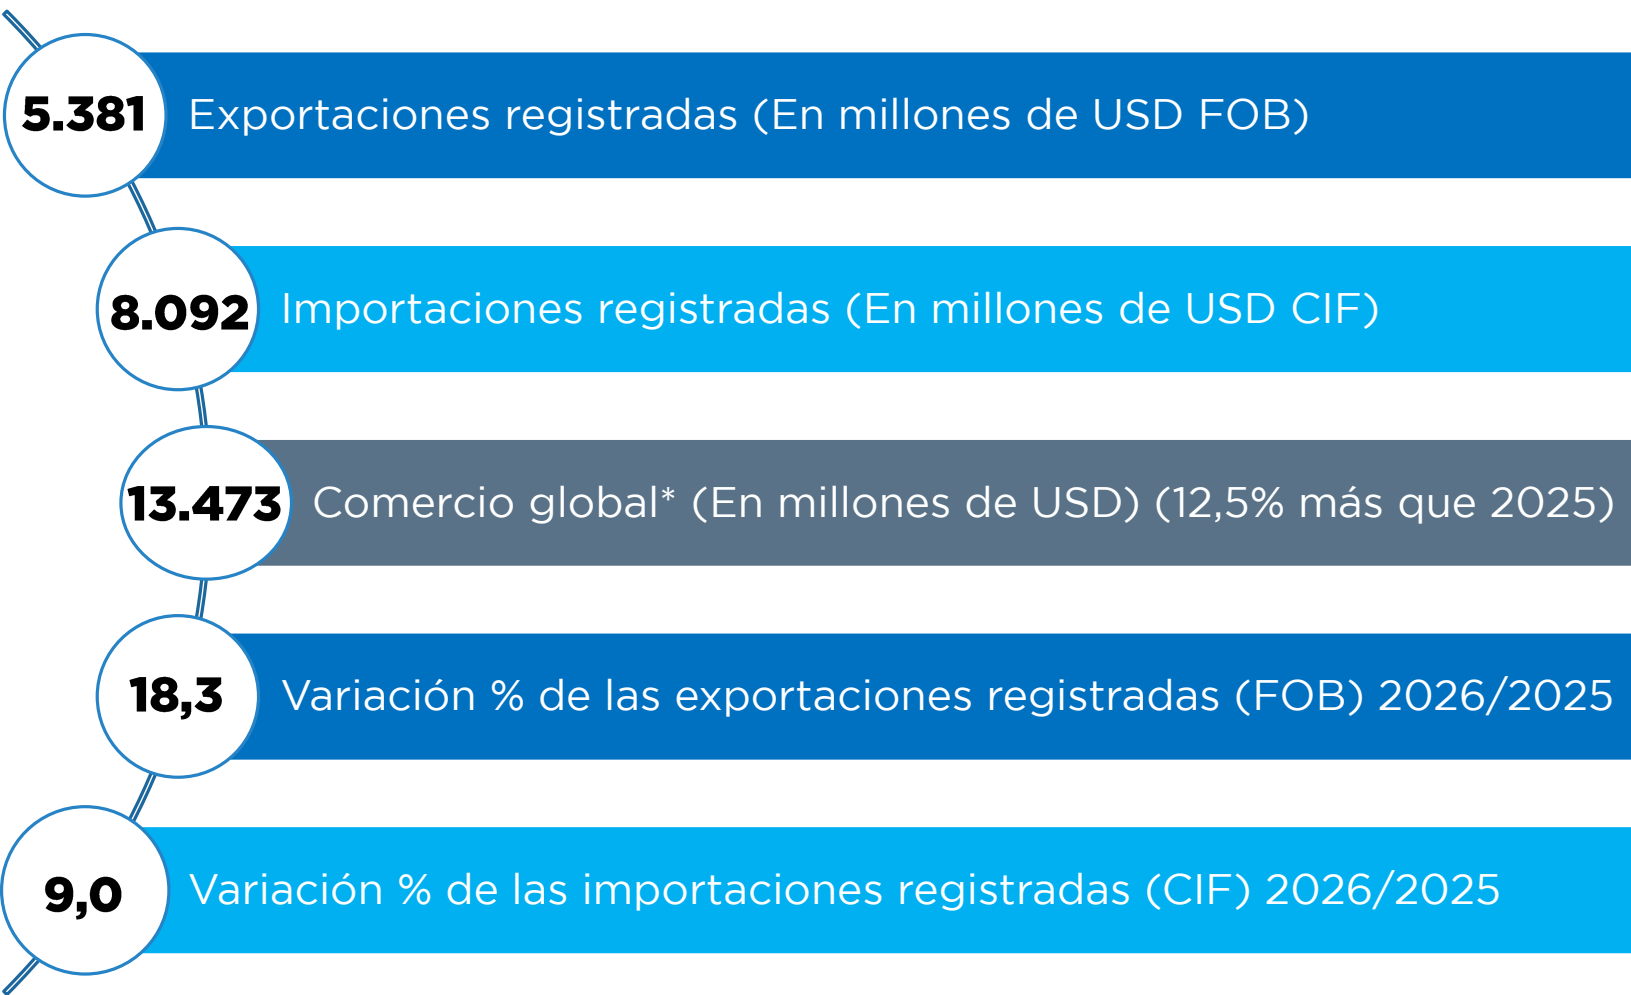 5.381 Exportaciones registradas (En millones de USD FOB)
8.092 Importaciones registradas (En millones de USD CIF)
13.473 Comercio global* (En millones de USD) (12,5% más que 2025)
18,3 Variación % de las exportaciones registradas (FOB) 2026/2025
9,0 Variación % de las importaciones registradas (CIF) 2026/2025